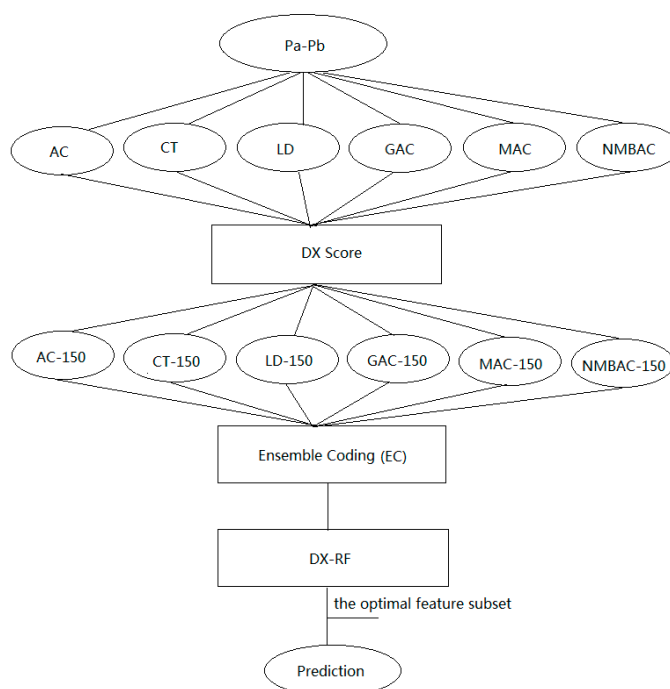 Pa-Pb
AC CT LD GAC MAC NMBAC
DX Score
AC-150 CT-150 LD-150 GAC-150 MAC-150 NMBAC-150
Ensemble Coding (EC)
DX-RF
the optimal feature subset
Prediction